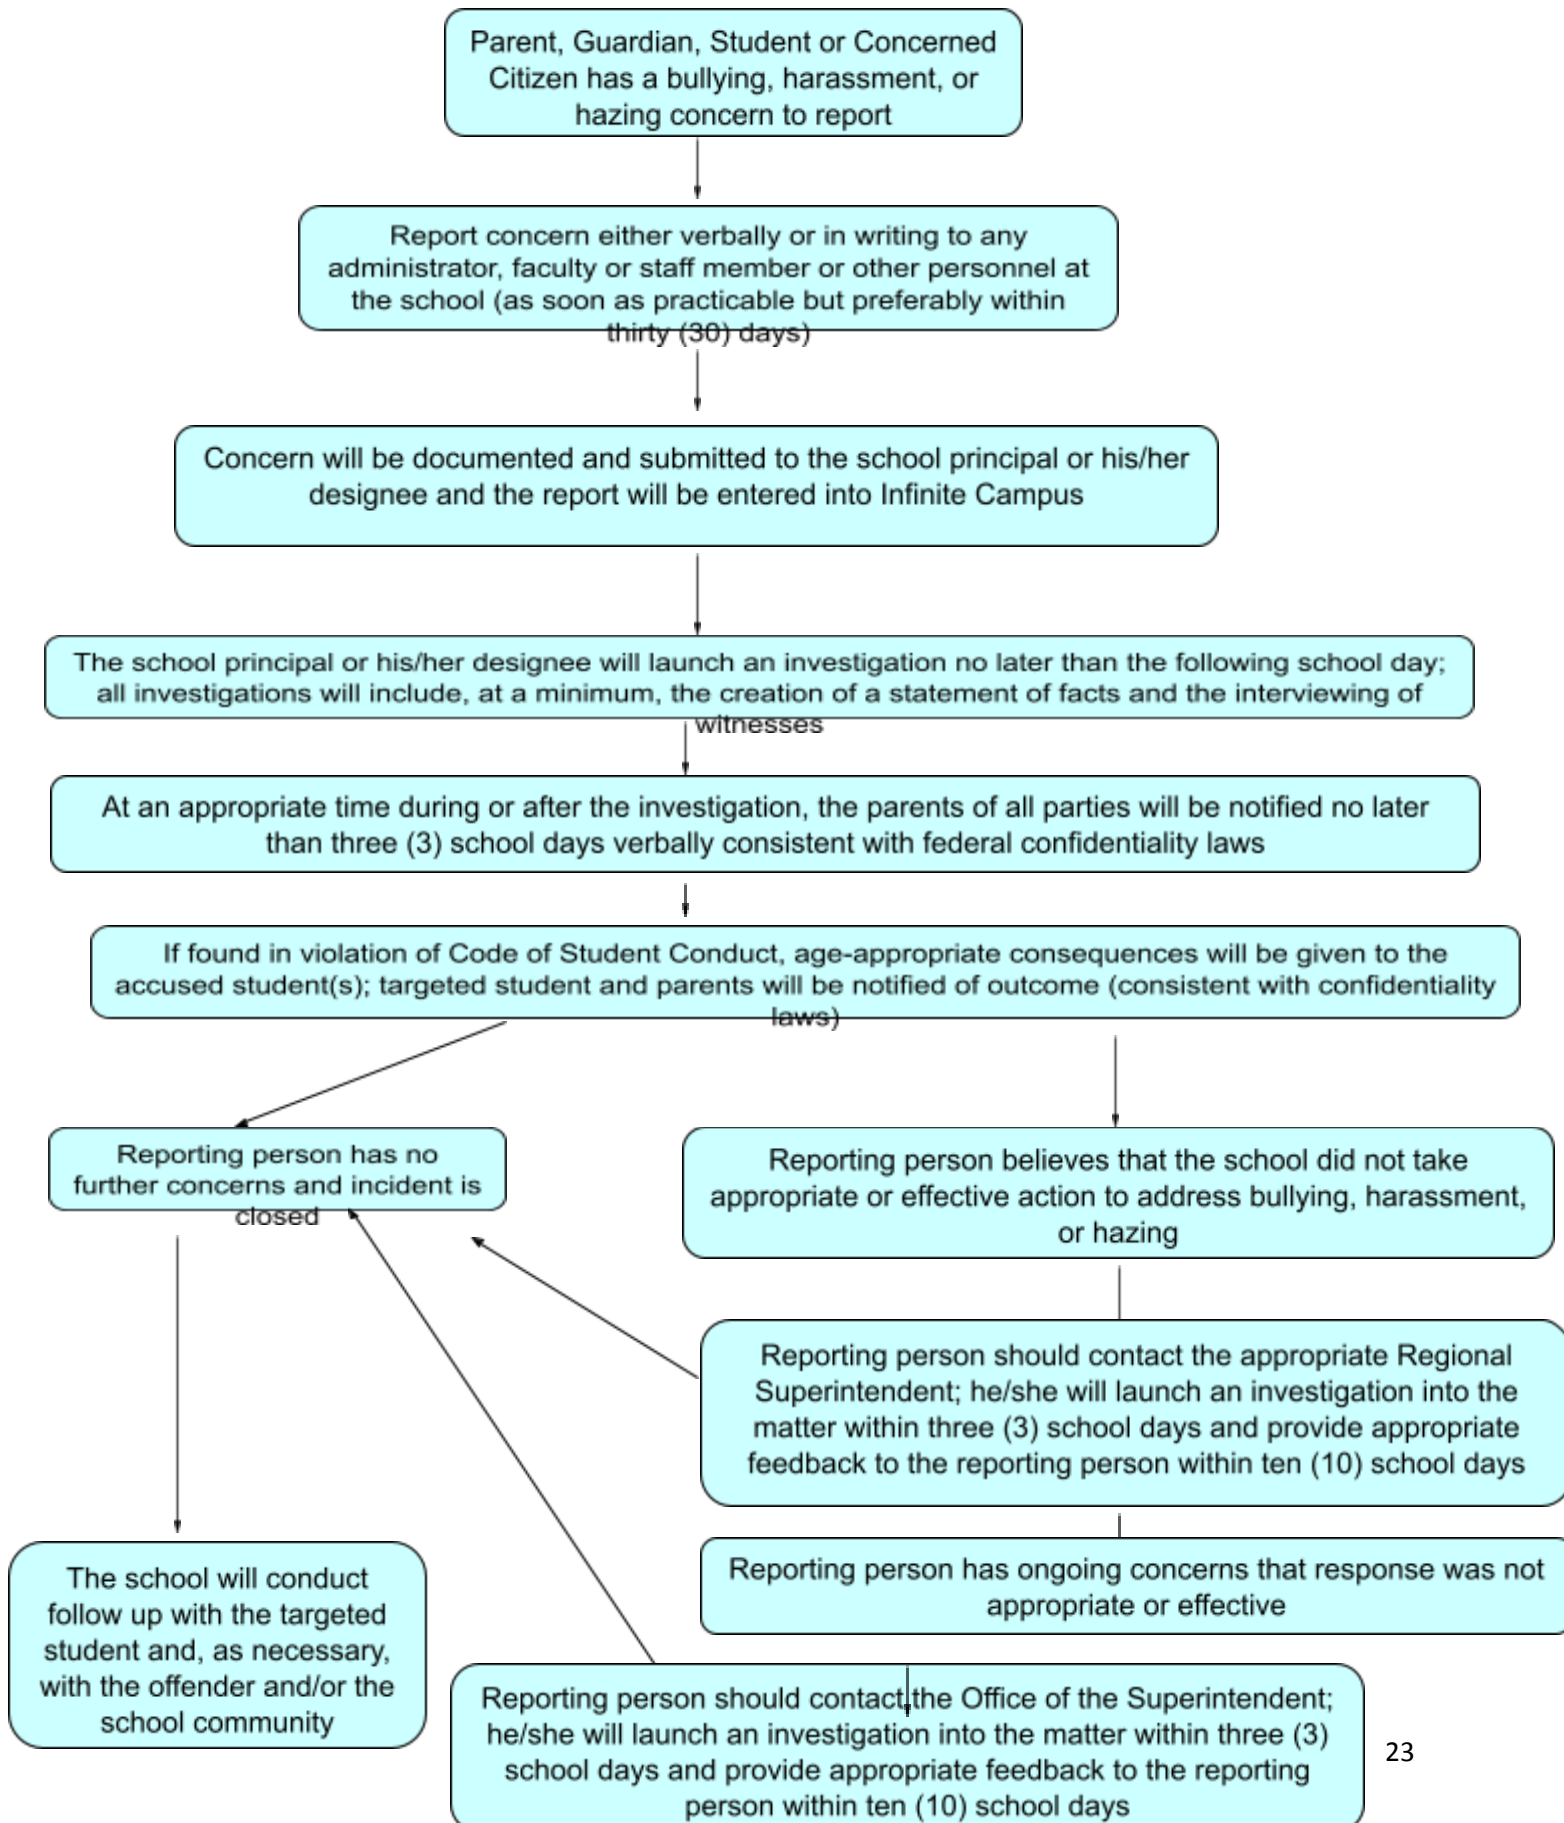 Parent, Guardian, Student or Concerned
Citizen has a bullying, harassment, or
hazing concern to report
Report concern either verbally or in writing to any
administrator, faculty or staff member or other personnel at
the school (as soon as practicable but preferably within
thirty (30) days)
Concern will be documented and submitted to the school principal or his/her
designee and the report will be entered into Infinite Campus
The school principal or his/her designee will launch an investigation no later than the following school day;
all investigations will include, at a minimum, the creation of a statement of facts and the interviewing of
witnesses
At an appropriate time during or after the investigation, the parents of all parties will be notified no later
than three (3) school days verbally consistent with federal confidentiality laws
If found in violation of Code of Student Conduct, age-appropriate consequences will be given to the
accused student(s); targeted student and parents will be notified of outcome (consistent with confidentiality
laws)
Reporting person has no
further concerns and incident is
closed
Reporting person believes that the school did not take
appropriate or effective action to address bullying, harassment,
or hazing
Reporting person should contact the appropriate Regional
Superintendent; he/she will launch an investigation into the
matter within three (3) school days and provide appropriate
feedback to the reporting person within ten (10) school days
Reporting person has ongoing concerns that response was not
appropriate or effective
The school will conduct
follow up with the targeted
student and, as necessary,
with the offender and/or the
school community
Reporting person should contact the Office of the Superintendent;
he/she will launch an investigation into the matter within three (3)
school days and provide appropriate feedback to the reporting
person within ten (10) school days
23